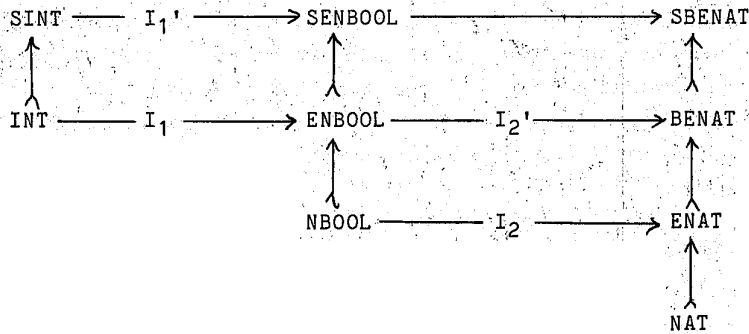 SINT I₁' SENBOOL SBENAT
INT I₁ ENBOOL I₂' BENAT
NBOOL I₂ ENAT
NAT